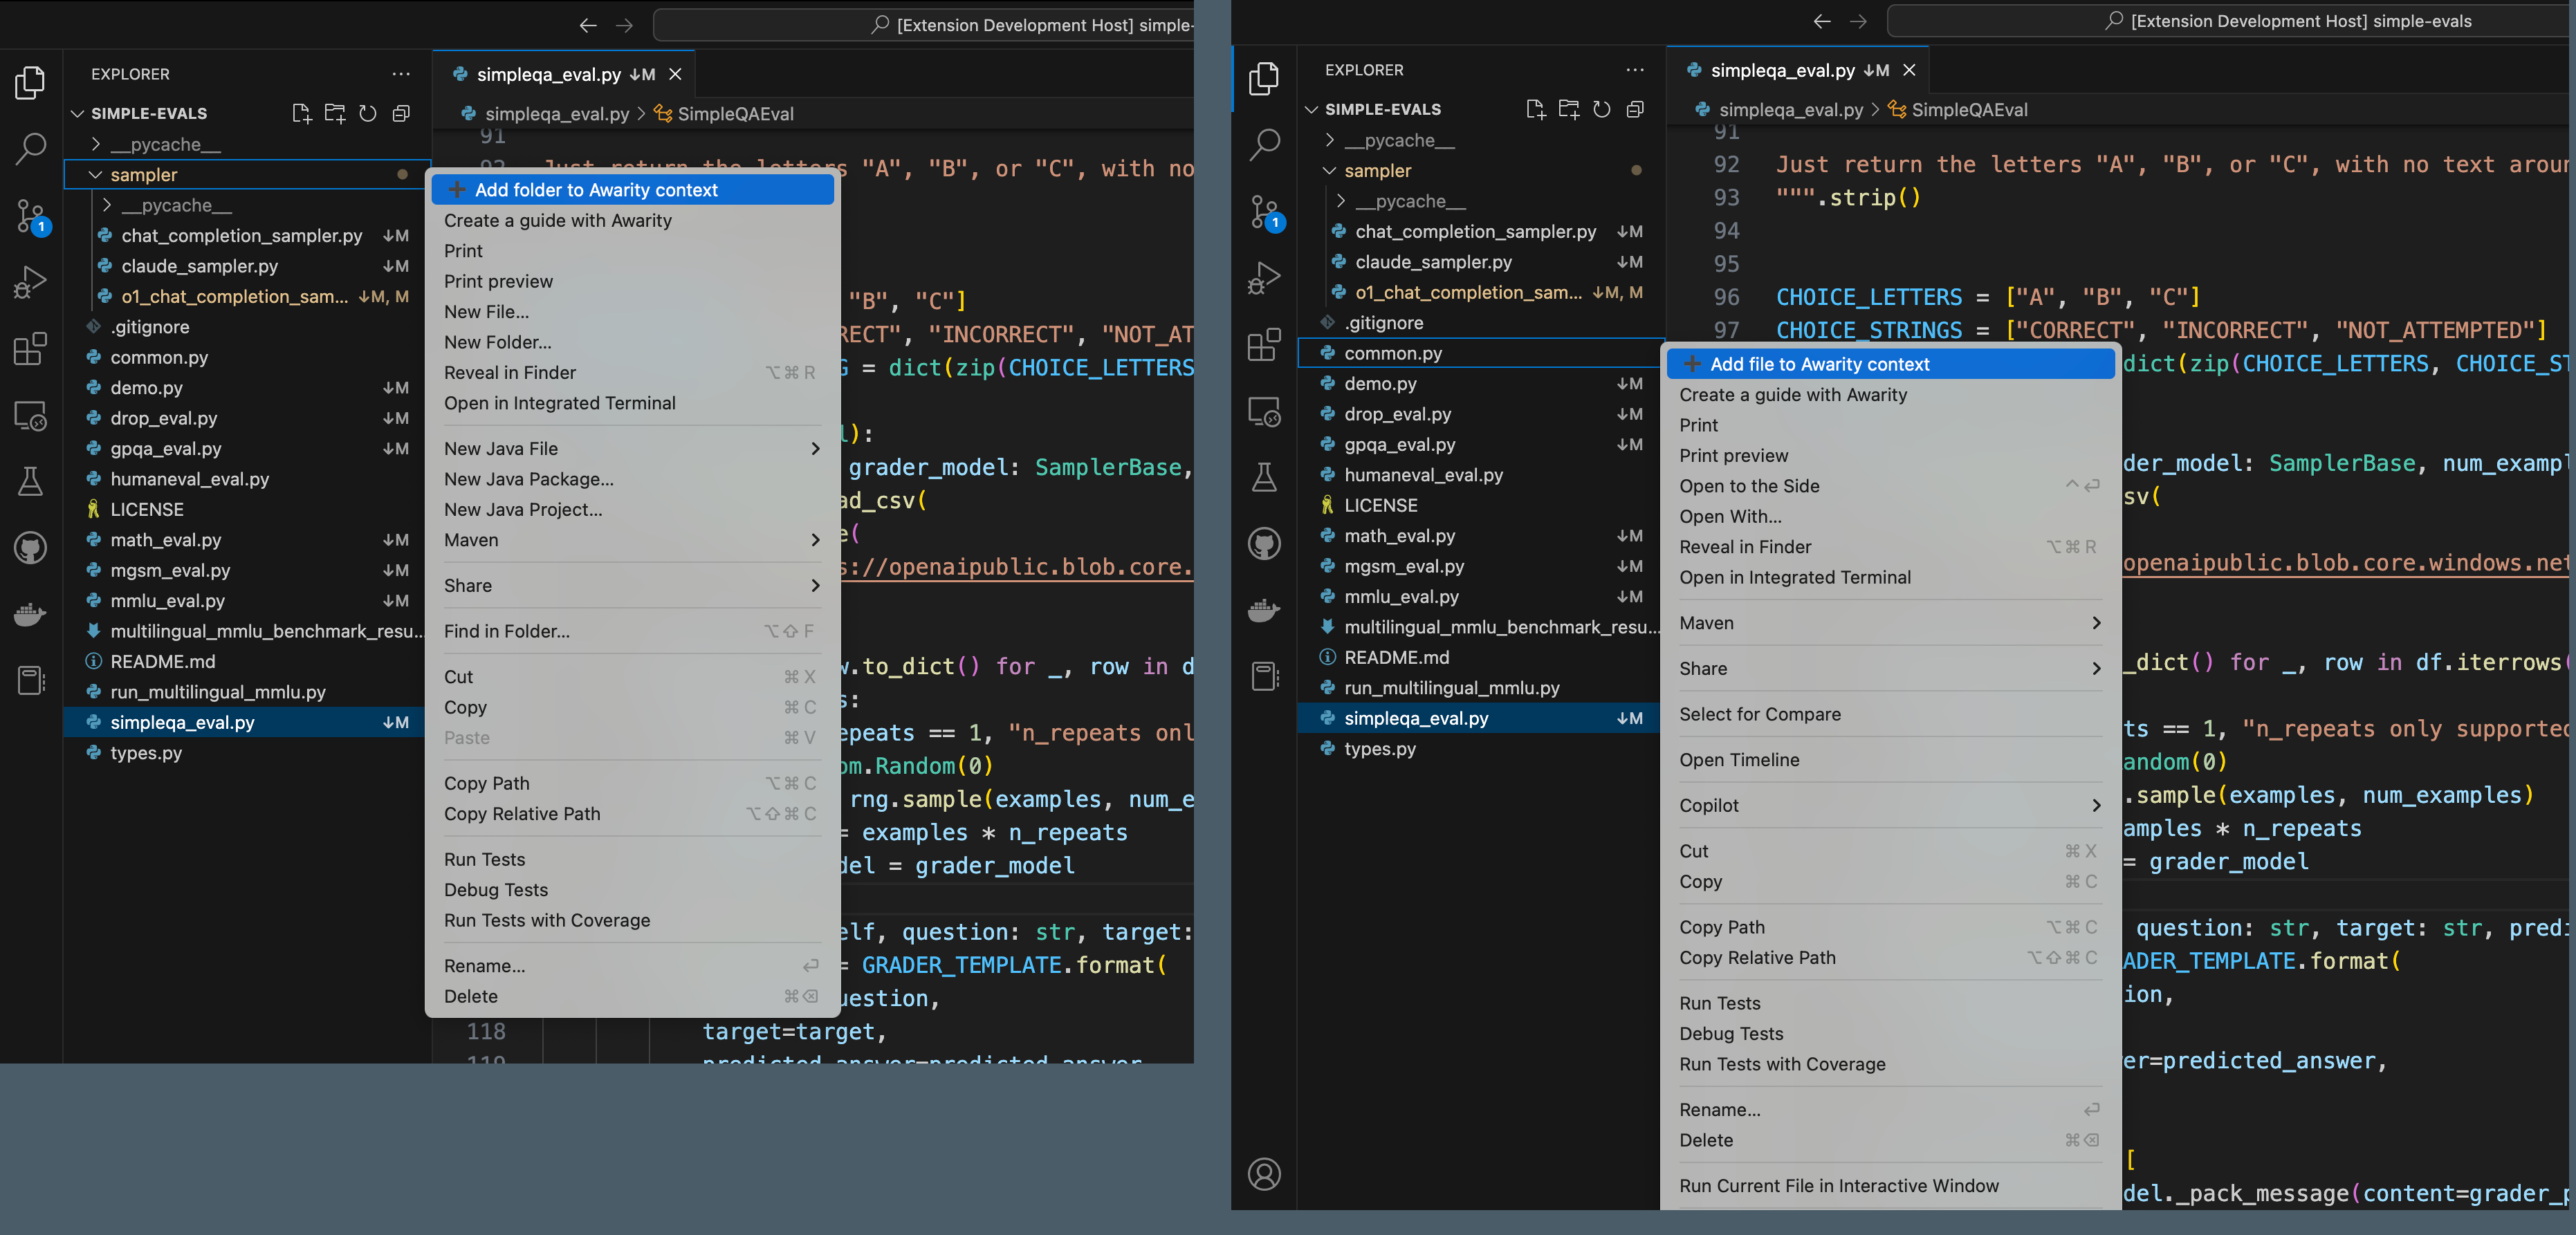 [Extension Development Host] simple-
EXPLORER
simpleqa_eval.py ↓M
SIMPLE-EVALS
simpleqa_eval.py > SimpleQAEval
__pycache__
sampler
__pycache__
chat_completion_sampler.py ↓M
claude_sampler.py ↓M
o1_chat_completion_sam... ↓M, M
.gitignore
common.py
demo.py ↓M
drop_eval.py ↓M
gpqa_eval.py ↓M
humaneval_eval.py
LICENSE
math_eval.py ↓M
mgsm_eval.py ↓M
mmlu_eval.py ↓M
multilingual_mmlu_benchmark_resu...
README.md
run_multilingual_mmlu.py
simpleqa_eval.py ↓M
types.py
1
91
"A", "B", or "C", with no
Add folder to Awarity context
Create a guide with Awarity
Print
Print preview
New File...
New Folder...
Reveal in Finder ⌥⌘R
Open in Integrated Terminal
New Java File
New Java Package...
New Java Project...
Maven
Share
Find in Folder... ⌥⇧F
Cut ⌘X
Copy ⌘C
Paste ⌘V
Copy Path ⌥⌘C
Copy Relative Path ⌥⇧⌘C
Run Tests
Debug Tests
Run Tests with Coverage
Rename... ⏎
Delete ⌘⌫
"B", "C"]
RECT", "INCORRECT", "NOT_AT
= dict(zip(CHOICE_LETTERS
):
grader_model: SamplerBase,
ad_csv(
e(
s://openaipublic.blob.core.
.to_dict() for _, row in d
s:
epeats == 1, "n_repeats onl
om.Random(0)
rng.sample(examples, num_e
= examples * n_repeats
del = grader_model
elf, question: str, target:
= GRADER_TEMPLATE.format(
uestion,
118 target=target,
119 predicted_answer=predicted_answer
[Extension Development Host] simple-evals
EXPLORER
simpleqa_eval.py ↓M
SIMPLE-EVALS
simpleqa_eval.py > SimpleQAEval
__pycache__
sampler
__pycache__
chat_completion_sampler.py ↓M
claude_sampler.py ↓M
o1_chat_completion_sam... ↓M, M
.gitignore
common.py
demo.py ↓M
drop_eval.py ↓M
gpqa_eval.py ↓M
humaneval_eval.py
LICENSE
math_eval.py ↓M
mgsm_eval.py ↓M
mmlu_eval.py ↓M
multilingual_mmlu_benchmark_resu...
README.md
run_multilingual_mmlu.py
simpleqa_eval.py ↓M
types.py
1
91
92 Just return the letters "A", "B", or "C", with no text aroun
93 """.strip()
94
95
96 CHOICE_LETTERS = ["A", "B", "C"]
97 CHOICE_STRINGS = ["CORRECT", "INCORRECT", "NOT_ATTEMPTED"]
Add file to Awarity context
Create a guide with Awarity
Print
Print preview
Open to the Side ^⏎
Open With...
Reveal in Finder ⌥⌘R
Open in Integrated Terminal
Maven
Share
Select for Compare
Open Timeline
Copilot
Cut ⌘X
Copy ⌘C
Copy Path ⌥⌘C
Copy Relative Path ⌥⇧⌘C
Run Tests
Debug Tests
Run Tests with Coverage
Rename... ⏎
Delete ⌘⌫
Run Current File in Interactive Window
dict(zip(CHOICE_LETTERS, CHOICE_ST
der_model: SamplerBase, num_exampl
sv(
openaipublic.blob.core.windows.net
_dict() for _, row in df.iterrows(
ts == 1, "n_repeats only supported
andom(0)
.sample(examples, num_examples)
amples * n_repeats
= grader_model
question: str, target: str, predi
ADER_TEMPLATE.format(
ion,
er=predicted_answer,
[
del._pack_message(content=grader_p